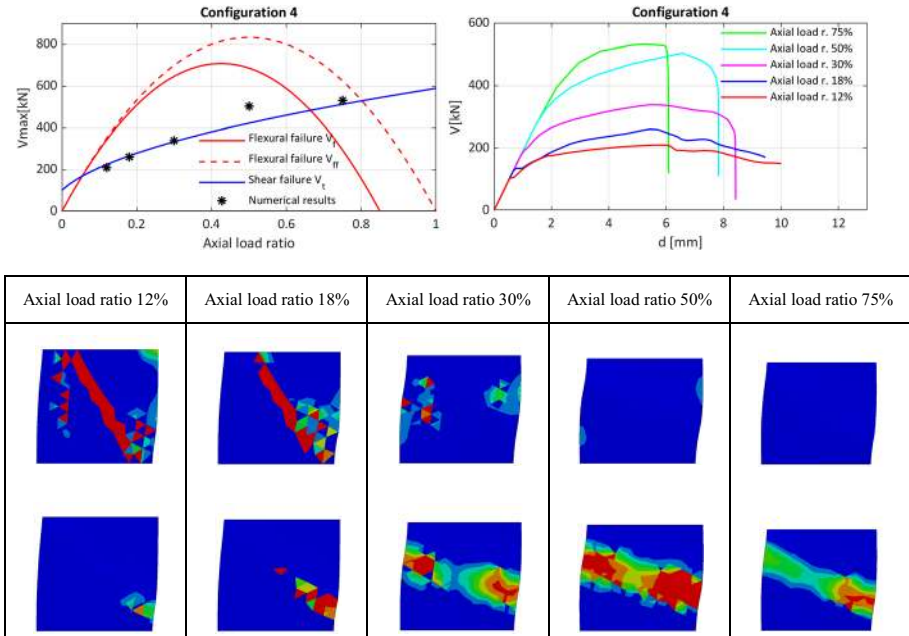 Configuration 4
800
600
400
200
0
Vmax[kN]
0
0.2
0.4
0.6
0.8
1
Axial load ratio
Flexural failure Vf
Flexural failure Vff
Shear failure Vt
Numerical results
Configuration 4
600
400
200
0
V[kN]
0
2
4
6
8
10
12
d [mm]
Axial load r. 75%
Axial load r. 50%
Axial load r. 30%
Axial load r. 18%
Axial load r. 12%
Axial load ratio 12%
Axial load ratio 18%
Axial load ratio 30%
Axial load ratio 50%
Axial load ratio 75%